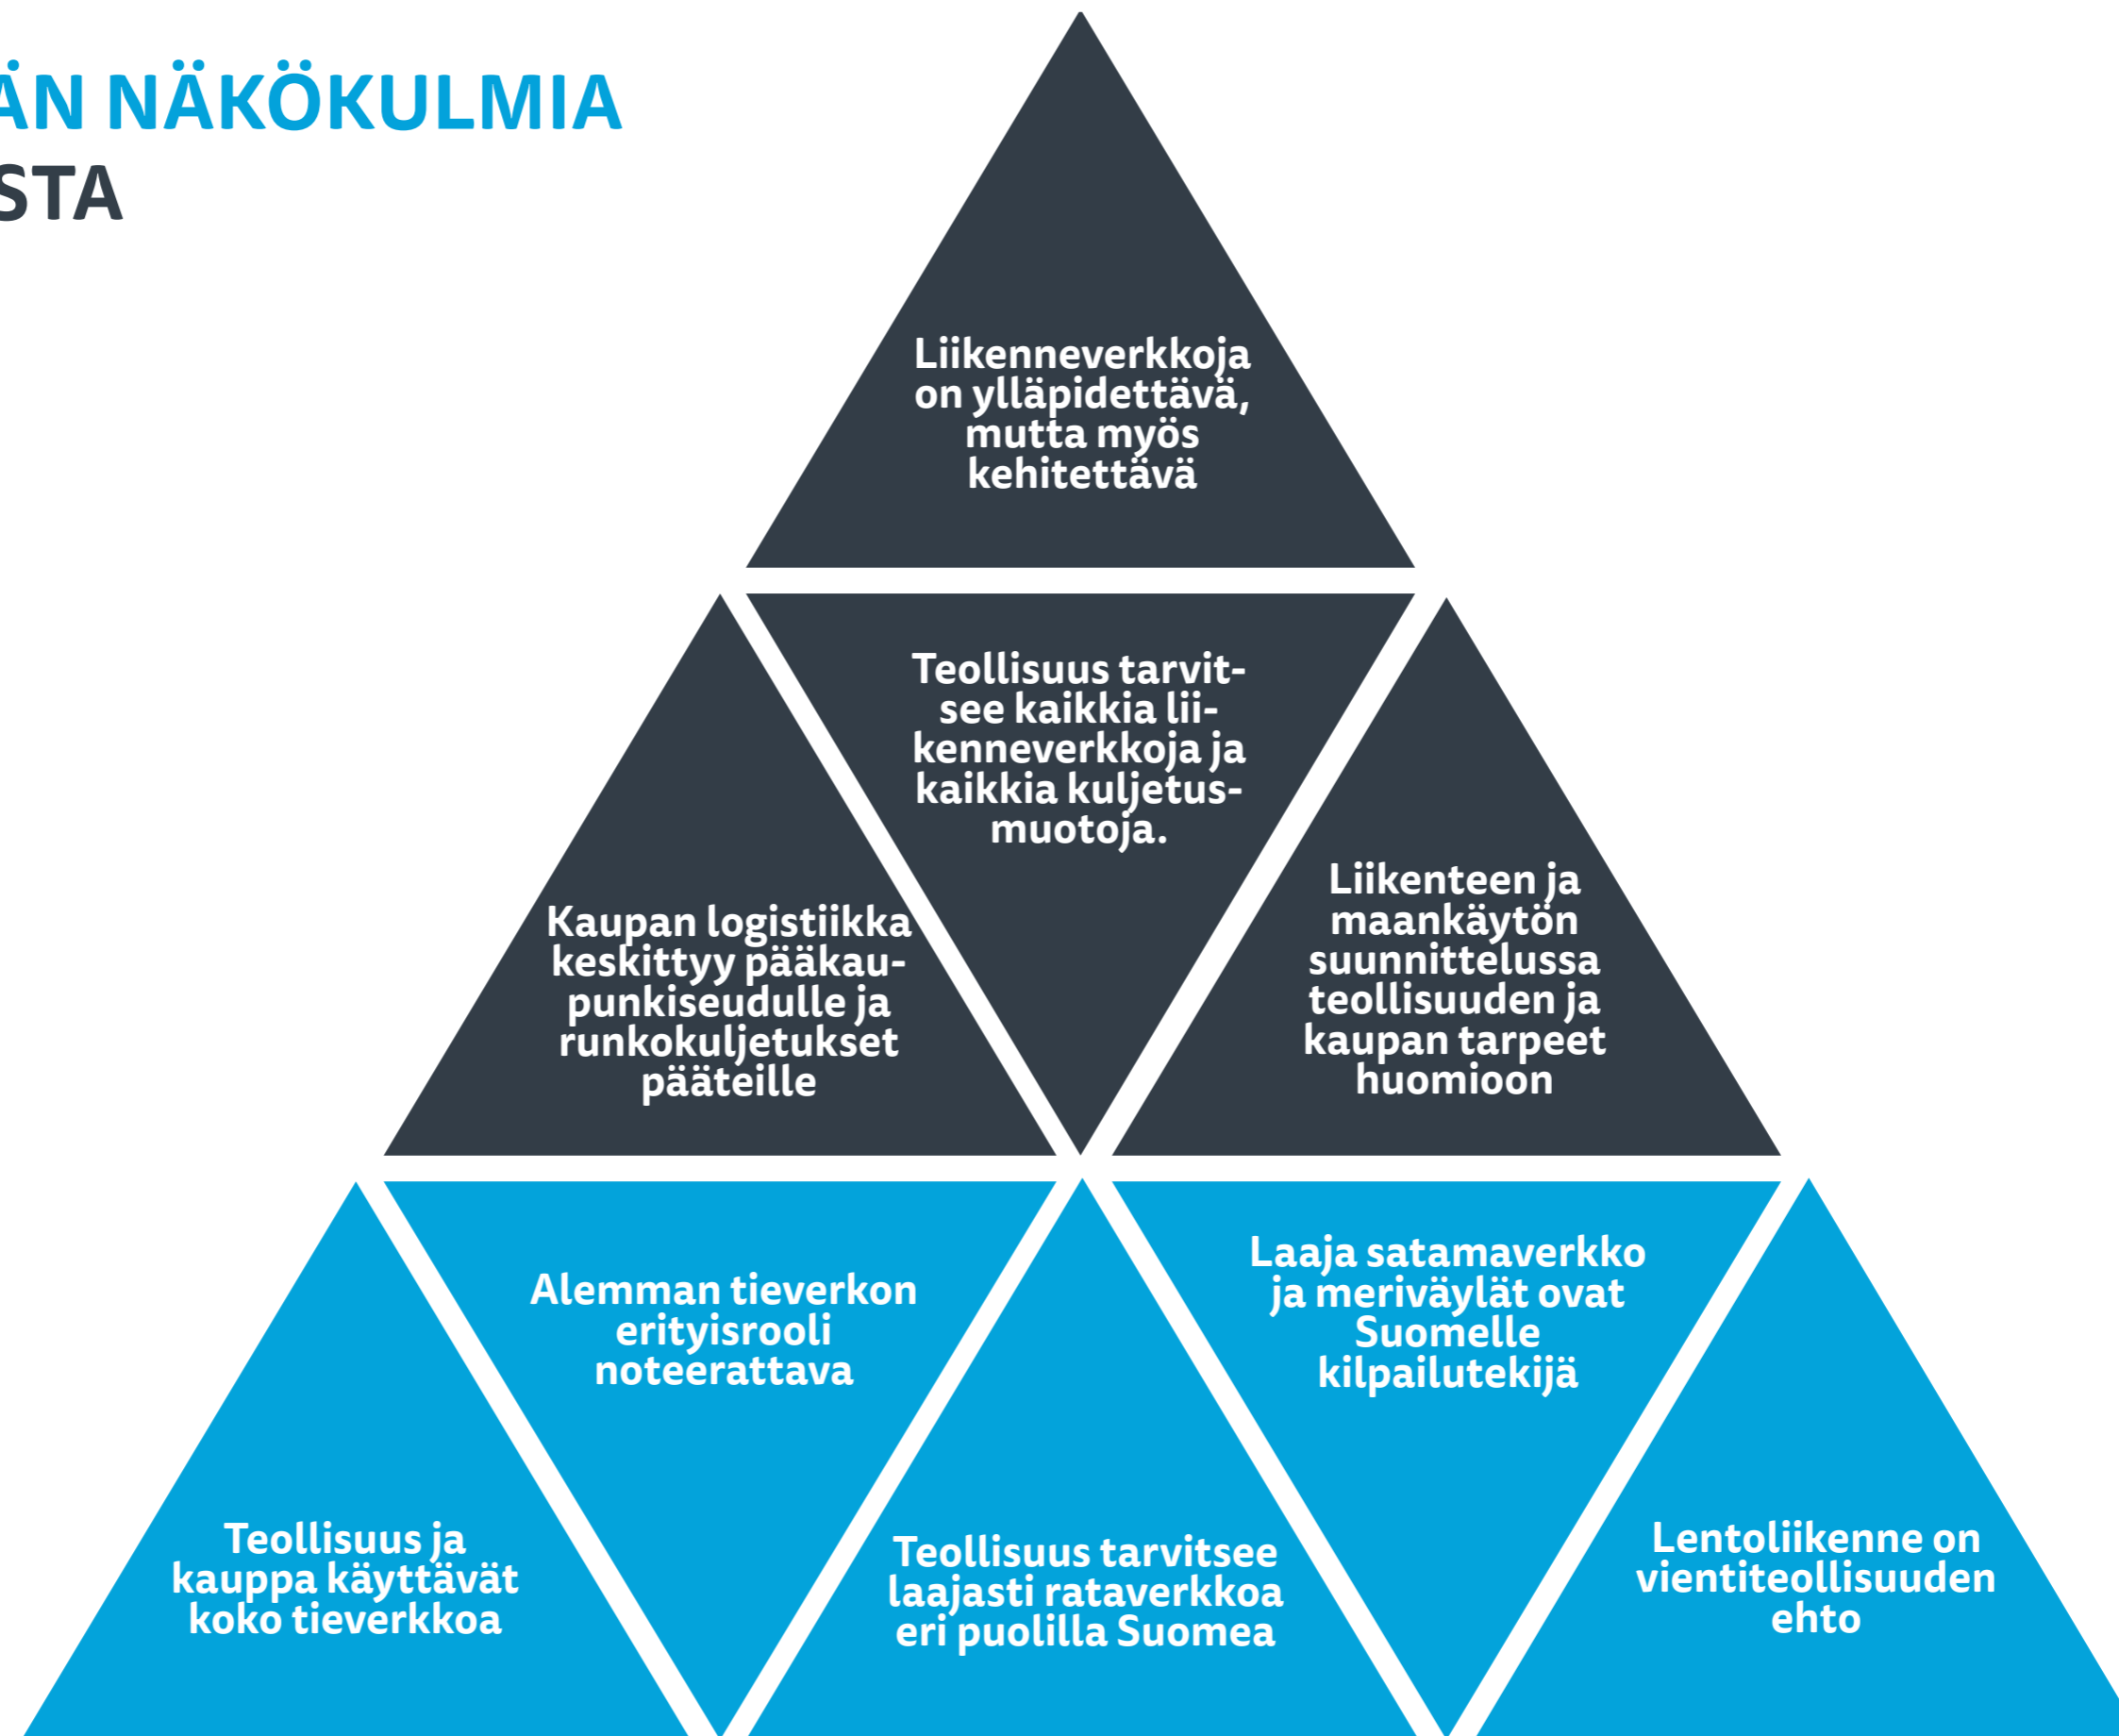 ÄN NÄKÖKULMIA
STA
Liikenneverkkoja
on ylläpidettävä,
mutta myös
kehitettävä
Teollisuus tarvit-
see kaikkia lii-
kenneverkkoja ja
kaikkia kuljetus-
muotoja.
Kaupan logistiikka
keskittyy pääkau-
punkiseudulle ja
runkokuljetukset
pääteille
Liikenteen ja
maankäytön
suunnittelussa
teollisuuden ja
kaupan tarpeet
huomioon
Teollisuus ja
kauppa käyttävät
koko tieverkkoa
Alemman tieverkon
erityisrooli
noteerattava
Teollisuus tarvitsee
laajasti rataverkkoa
eri puolilla Suomea
Laaja satamaverkko
ja meriväylät ovat
Suomelle
kilpailutekijä
Lentoliikenne on
vientiteollisuuden
ehto